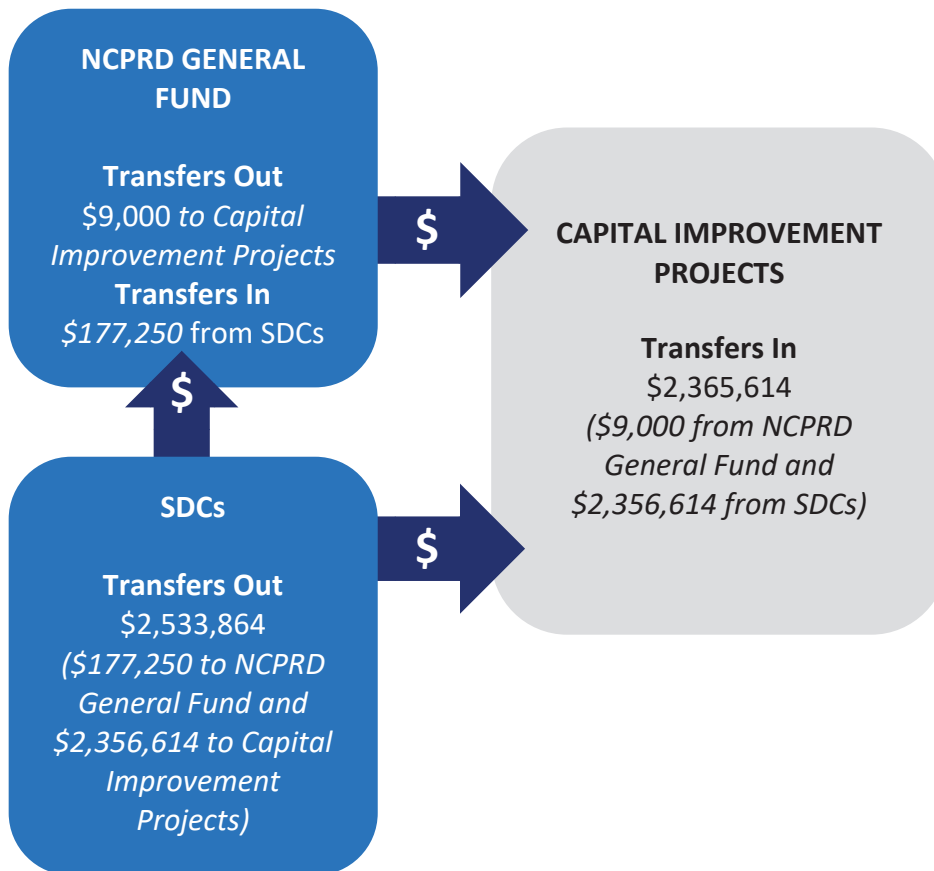 NCPRD GENERAL
FUND
Transfers Out
$9,000 to Capital
Improvement Projects
Transfers In
$177,250 from SDCs
$
$
CAPITAL IMPROVEMENT
PROJECTS
Transfers In
$2,365,614
($9,000 from NCPRD
General Fund and
$2,356,614 from SDCs)
SDCs
Transfers Out
$2,533,864
($177,250 to NCPRD
General Fund and
$2,356,614 to Capital
Improvement
Projects)
$